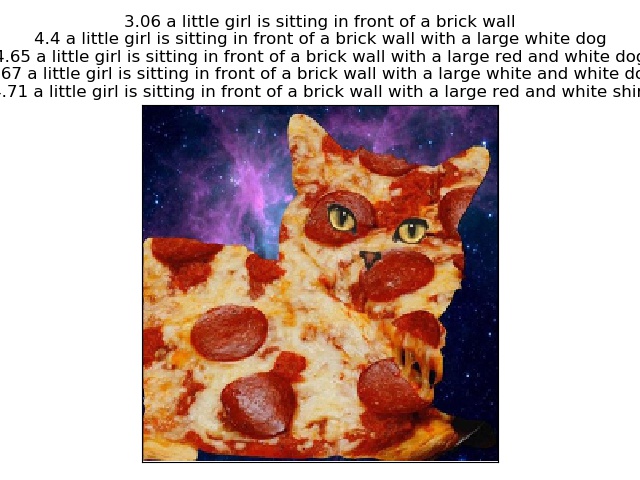 3.06 a little girl is sitting in front of a brick wall
4.4 a little girl is sitting in front of a brick wall with a large white dog
4.65 a little girl is sitting in front of a brick wall with a large red and white dog
67 a little girl is sitting in front of a brick wall with a large white and white do
.71 a little girl is sitting in front of a brick wall with a large red and white shir